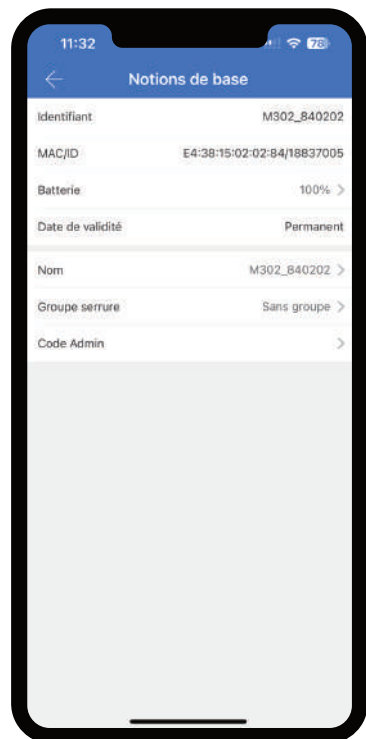 11:32
78
Notions de base
Identifiant M302_840202
MAC/ID E4:38:15:02:02:84/18837005
Batterie 100% >
Date de validité Permanent
Nom M302_840202 >
Groupe serrure Sans groupe >
Code Admin >